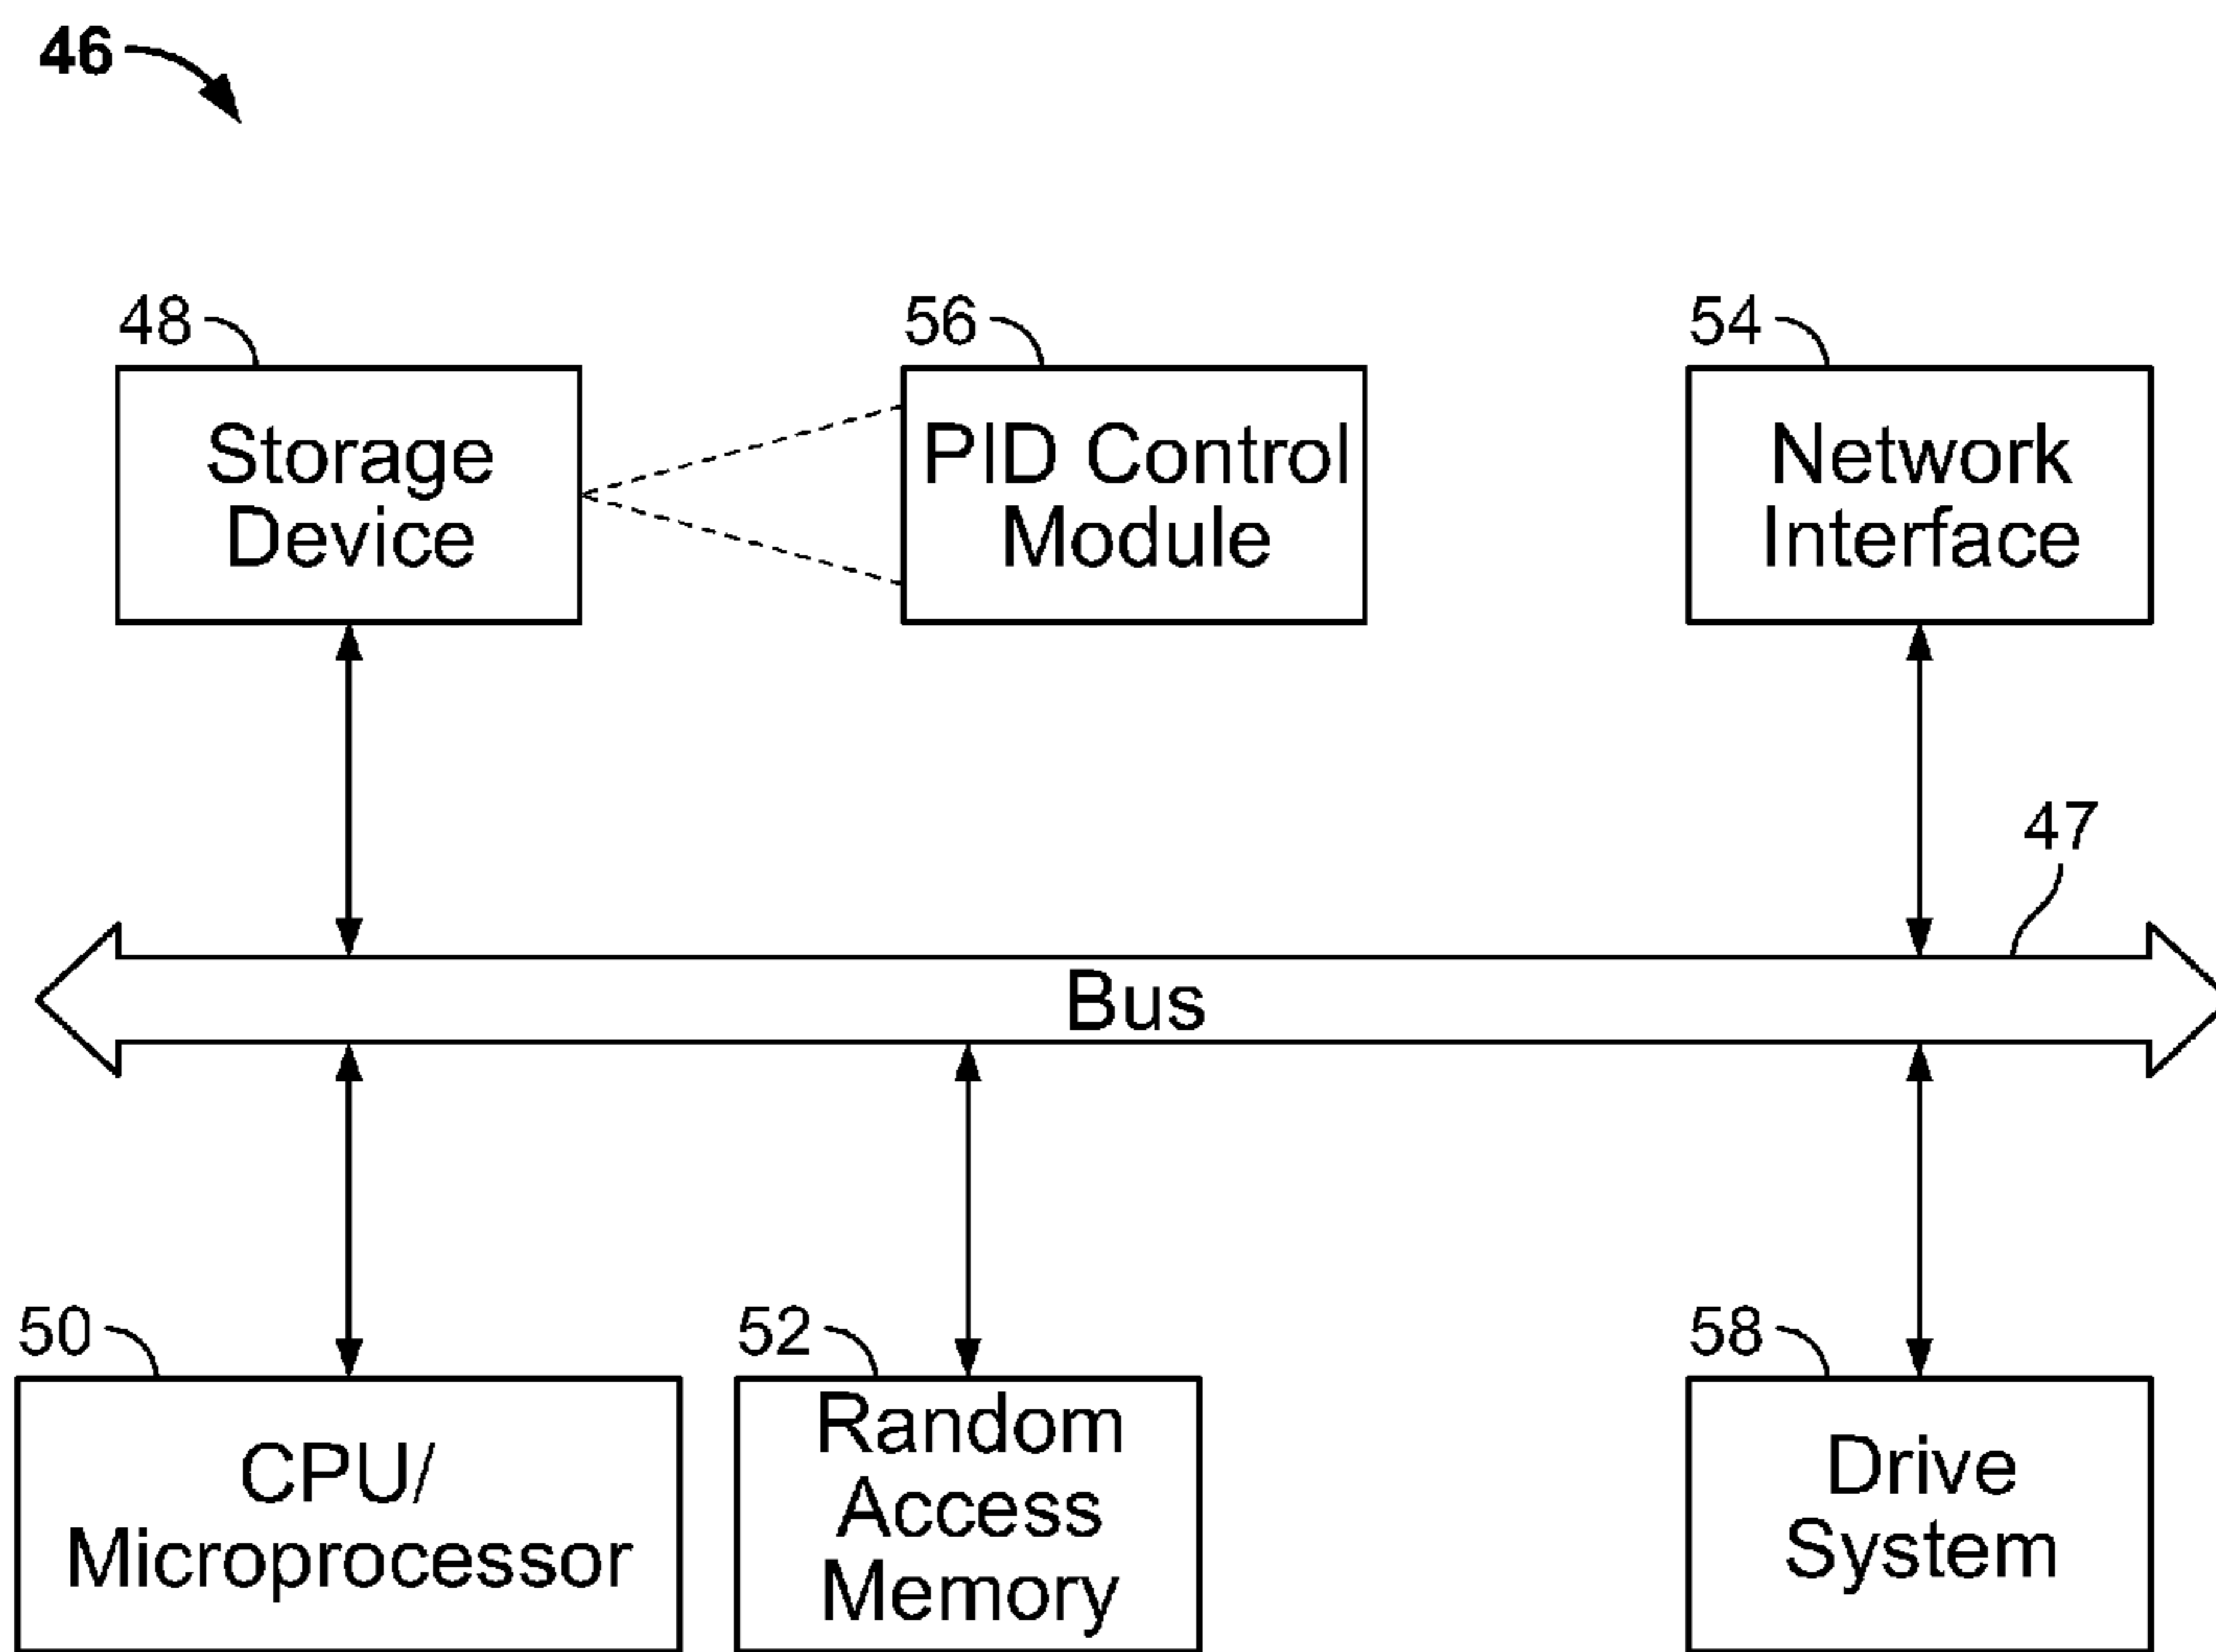 46
48
56
54
Storage
Device
PID Control
Module
Network
Interface
47
Bus
50
52
58
CPU/
Microprocessor
Random
Access
Memory
Drive
System